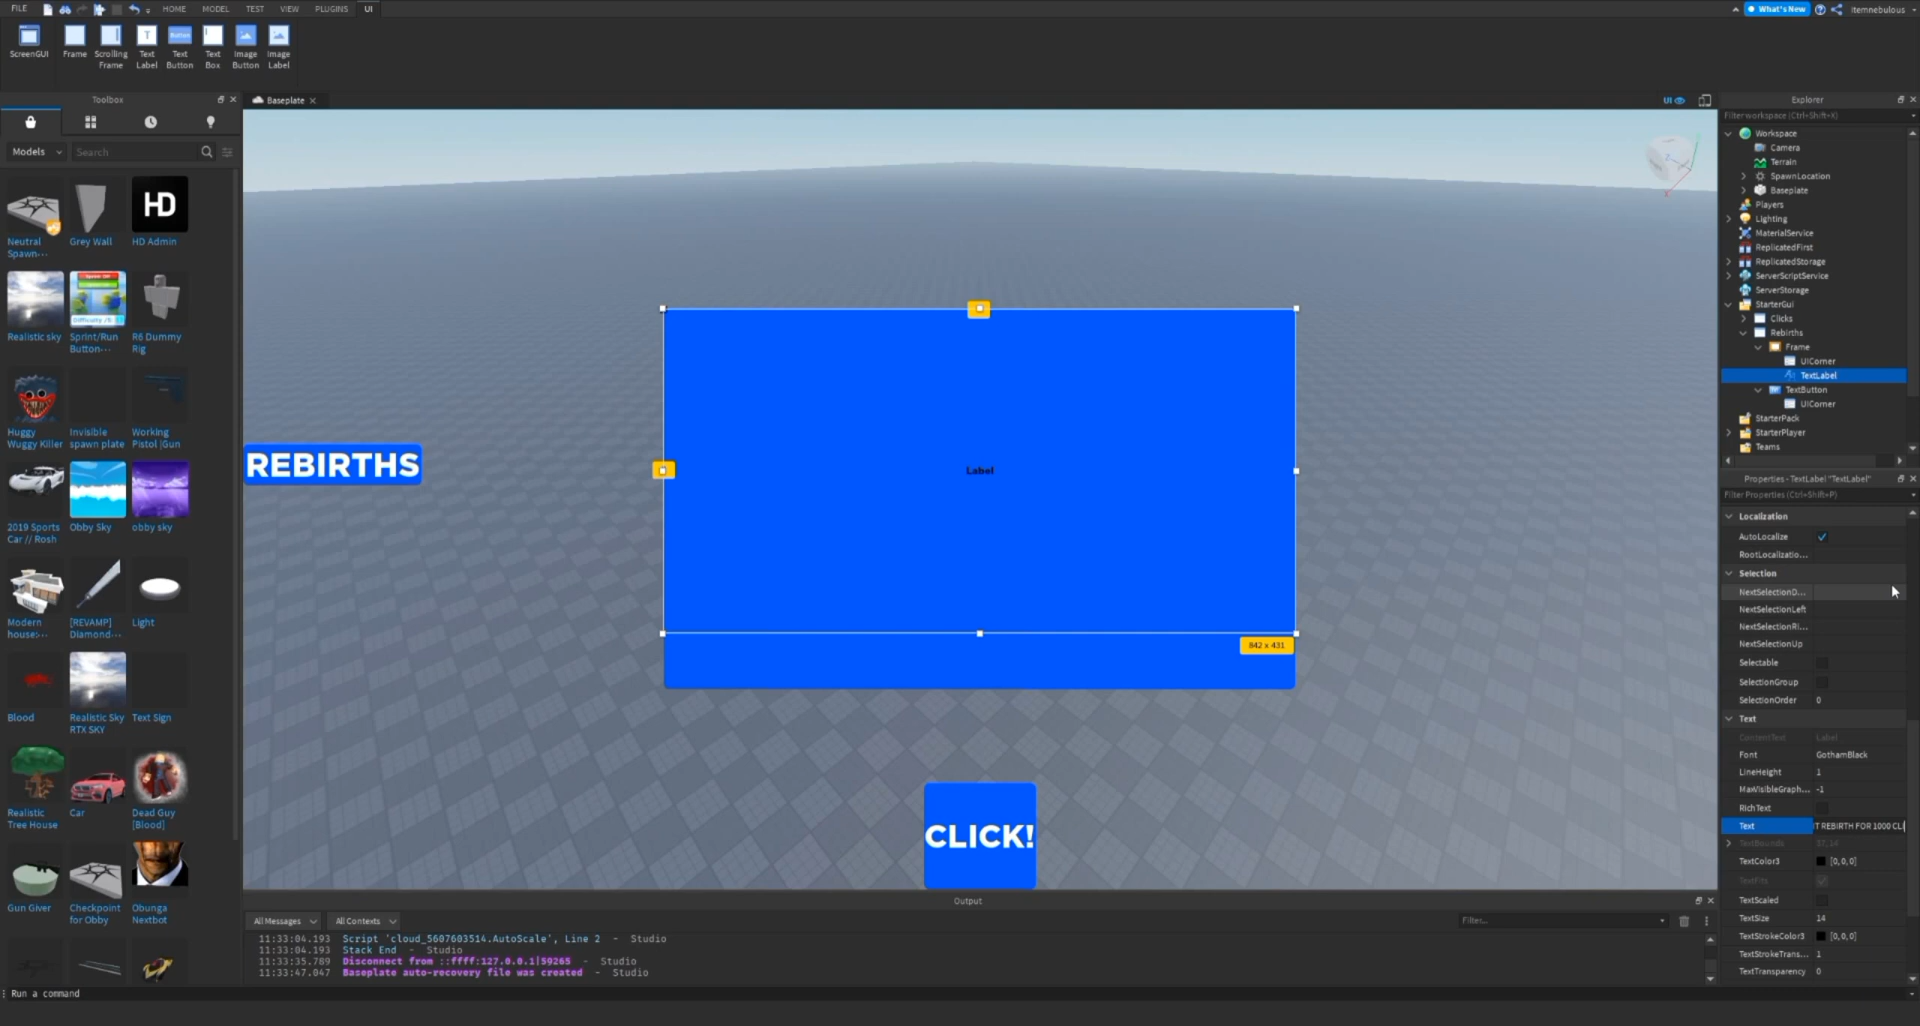 FILE HOME MODEL TEST VIEW PLUGINS UI What's New itemnebulous
ScreenGUI Frame Scrolling Frame Text Label Text Button Text Box Image Button Image Label
Toolbox
Models Search
Neutral Spawn... Grey Wall HD Admin
HD
Realistic sky Sprint/Run Button... R6 Dummy Rig
Huggy Wuggy Killer Invisible spawn plate Working Pistol |Gun
2019 Sports Car // Rosh Obby Sky obby sky
Modern house:... [REVAMP] Diamond... Light
Blood Realistic Sky RTX SKY Text Sign
Realistic Tree House Car Dead Guy [Blood]
Gun Giver Checkpoint for Obby Obunga Nextbot
Baseplate
UI
REBIRTHS
Label
842 x 431
CLICK!
Output
All Messages All Contexts Filter...
11:33:04.193 Script 'cloud_5607603514.AutoScale', Line 2 - Studio
11:33:04.193 Stack End - Studio
11:33:35.789 Disconnect from ::ffff:127.0.0.1|59265 - Studio
11:33:47.047 Baseplate auto-recovery file was created - Studio
Run a command
Explorer
Filter workspace (Ctrl+Shift+X)
Workspace
Camera
Terrain
SpawnLocation
Baseplate
Players
Lighting
MaterialService
ReplicatedFirst
ReplicatedStorage
ServerScriptService
ServerStorage
StarterGui
Clicks
Rebirths
Frame
UICorner
TextLabel
TextButton
UICorner
StarterPack
StarterPlayer
Teams
Properties - TextLabel "TextLabel"
Filter Properties (Ctrl+Shift+P)
Localization
AutoLocalize
RootLocalizatio...
Selection
NextSelectionD...
NextSelectionLeft
NextSelectionRi...
NextSelectionUp
Selectable
SelectionGroup
SelectionOrder 0
Text
ContentText Label
Font GothamBlack
LineHeight 1
MaxVisibleGraph... -1
RichText
Text T REBIRTH FOR 1000 CLI
TextBounds 37, 14
TextColor3 [0,0,0]
TextFits
TextScaled
TextSize 14
TextStrokeColor3 [0,0,0]
TextStrokeTrans... 1
TextTransparency 0